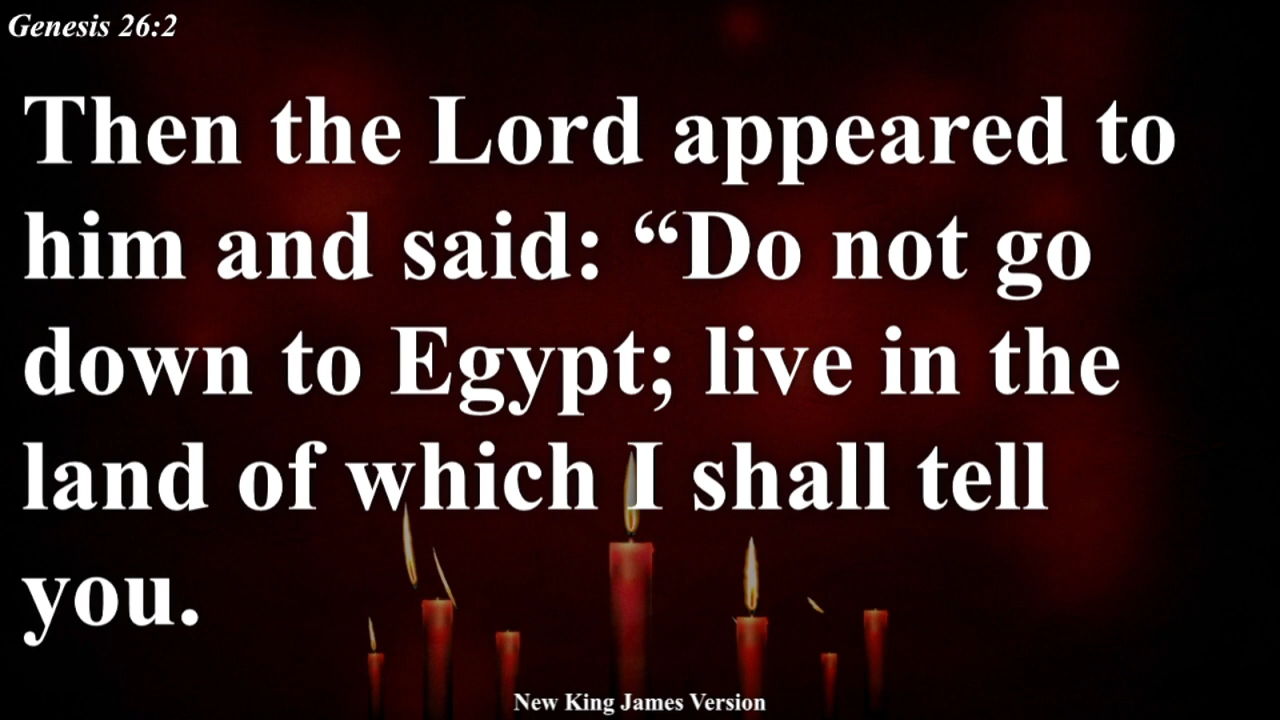 Genesis 26:2
Then the Lord appeared to
him and said: “Do not go
down to Egypt; live in the
land of which I shall tell
you.
New King James Version